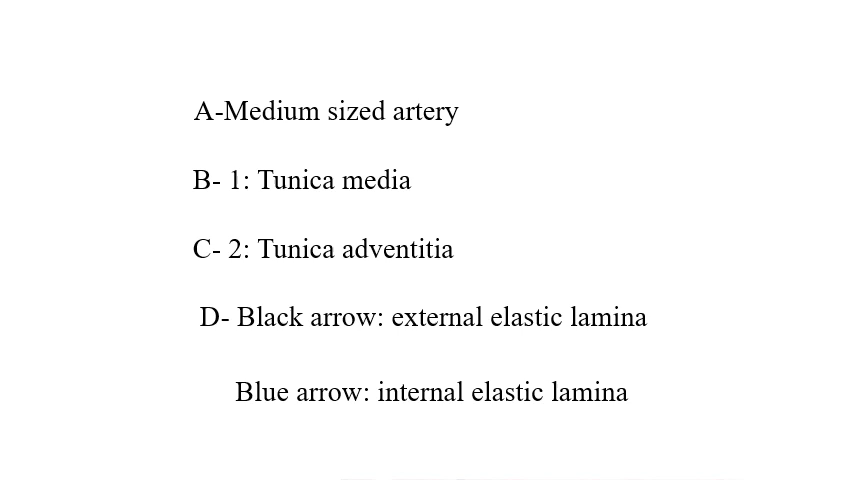 A-Medium sized artery
B- 1: Tunica media
C- 2: Tunica adventitia
D- Black arrow: external elastic lamina
Blue arrow: internal elastic lamina